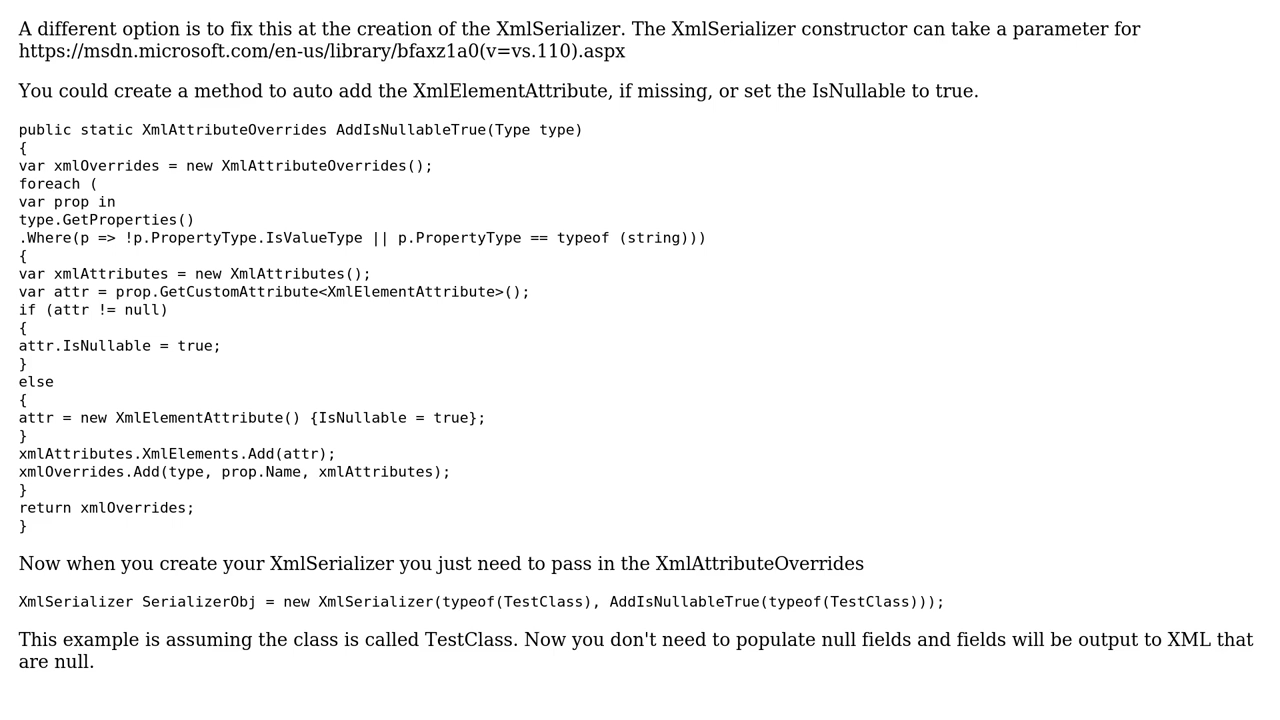 A different option is to fix this at the creation of the XmlSerializer. The XmlSerializer constructor can take a parameter for
https://msdn.microsoft.com/en-us/library/bfaxz1a0(v=vs.110).aspx
You could create a method to auto add the XmlElementAttribute, if missing, or set the IsNullable to true.
public static XmlAttributeOverrides AddIsNullableTrue(Type type)
{
var xmlOverrides = new XmlAttributeOverrides();
foreach (
var prop in
type.GetProperties()
.Where(p => !p.PropertyType.IsValueType || p.PropertyType == typeof (string)))
{
var xmlAttributes = new XmlAttributes();
var attr = prop.GetCustomAttribute<XmlElementAttribute>();
if (attr != null)
{
attr.IsNullable = true;
}
else
{
attr = new XmlElementAttribute() {IsNullable = true};
}
xmlAttributes.XmlElements.Add(attr);
xmlOverrides.Add(type, prop.Name, xmlAttributes);
}
return xmlOverrides;
}
Now when you create your XmlSerializer you just need to pass in the XmlAttributeOverrides
XmlSerializer SerializerObj = new XmlSerializer(typeof(TestClass), AddIsNullableTrue(typeof(TestClass)));
This example is assuming the class is called TestClass. Now you don't need to populate null fields and fields will be output to XML that
are null.